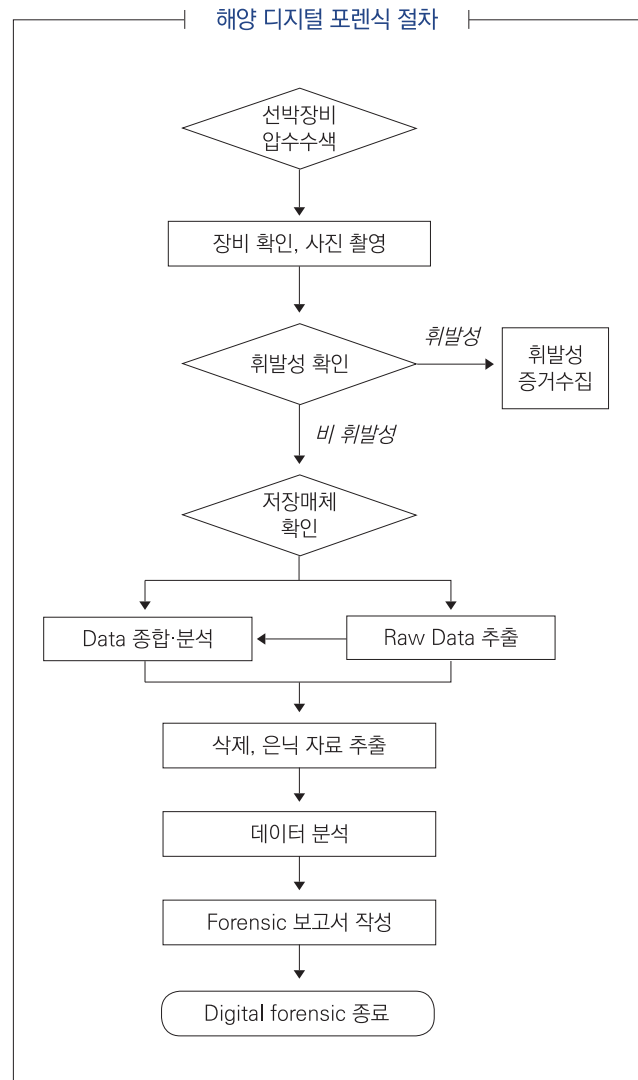 해양 디지털 포렌식 절차
선박장비
압수수색
장비 확인, 사진 촬영
휘발성 확인
휘발성
휘발성
증거수집
비 휘발성
저장매체
확인
Data 종합·분석
Raw Data 추출
삭제, 은닉 자료 추출
데이터 분석
Forensic 보고서 작성
Digital forensic 종료